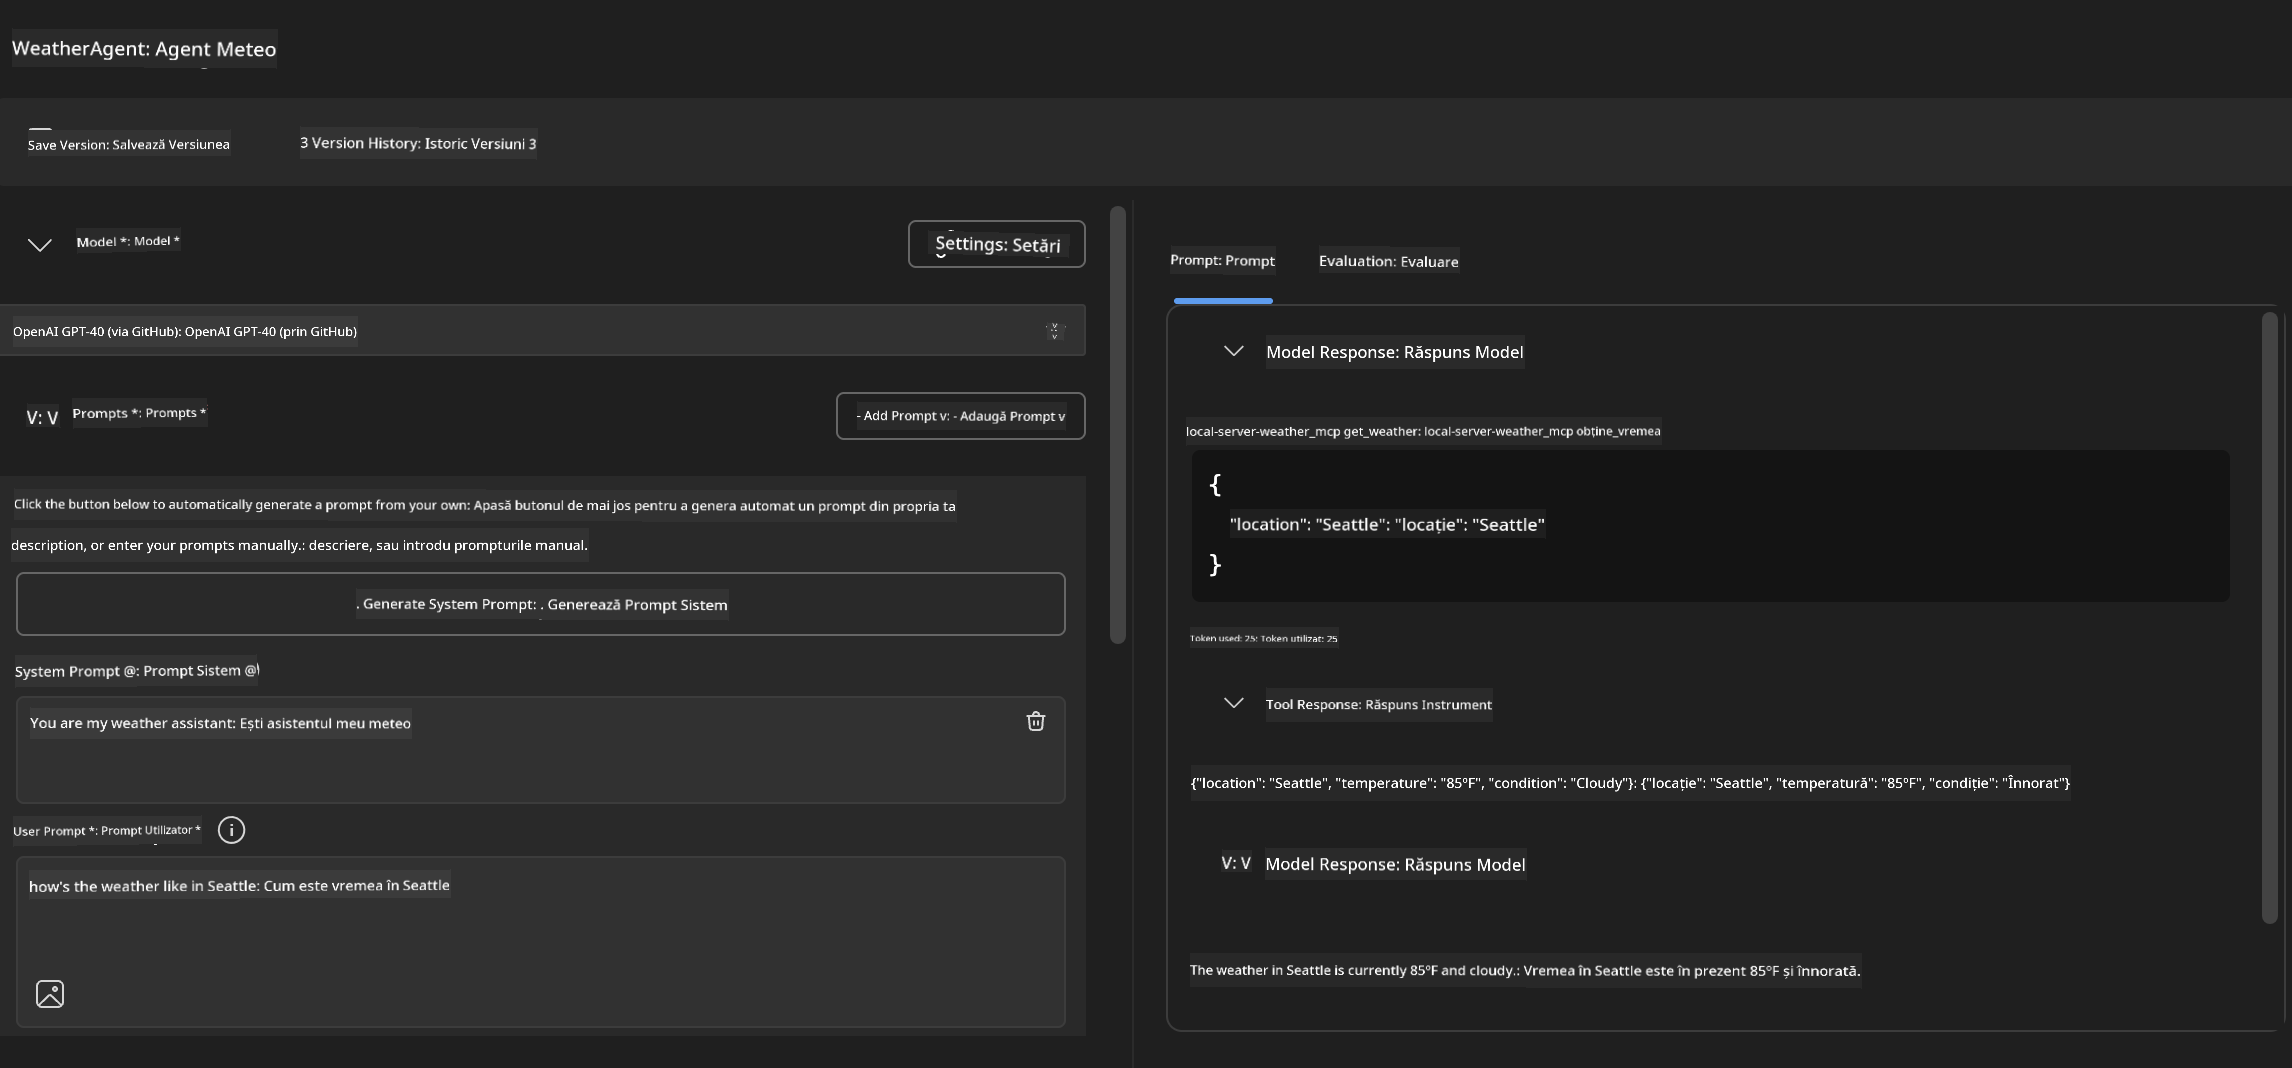 WeatherAgent: Agent Meteo
Save Version: Salvează Versiunea
3 Version History: Istoric Versiuni 3
Model *: Model *
Settings: Setări
OpenAI GPT-40 (via GitHub): OpenAI GPT-40 (prin GitHub)
V: V
Prompts *: Prompts *
- Add Prompt v: - Adaugă Prompt v
Click the button below to automatically generate a prompt from your own: Apasă butonul de mai jos pentru a genera automat un prompt din propria ta
description, or enter your prompts manually.: descriere, sau introdu prompturile manual.
. Generate System Prompt: . Generează Prompt Sistem
System Prompt @: Prompt Sistem @
You are my weather assistant: Ești asistentul meu meteo
User Prompt *: Prompt Utilizator *
how's the weather like in Seattle: Cum este vremea în Seattle
Prompt: Prompt
Evaluation: Evaluare
Model Response: Răspuns Model
local-server-weather_mcp get_weather: local-server-weather_mcp obține_vremea
{
"location": "Seattle": "locație": "Seattle"
}
Token used: 25: Token utilizat: 25
Tool Response: Răspuns Instrument
{"location": "Seattle", "temperature": "85°F", "condition": "Cloudy"}: {"locație": "Seattle", "temperatură": "85°F", "condiție": "Înnorat"}
V: V
Model Response: Răspuns Model
The weather in Seattle is currently 85°F and cloudy.: Vremea în Seattle este în prezent 85°F și înnorată.